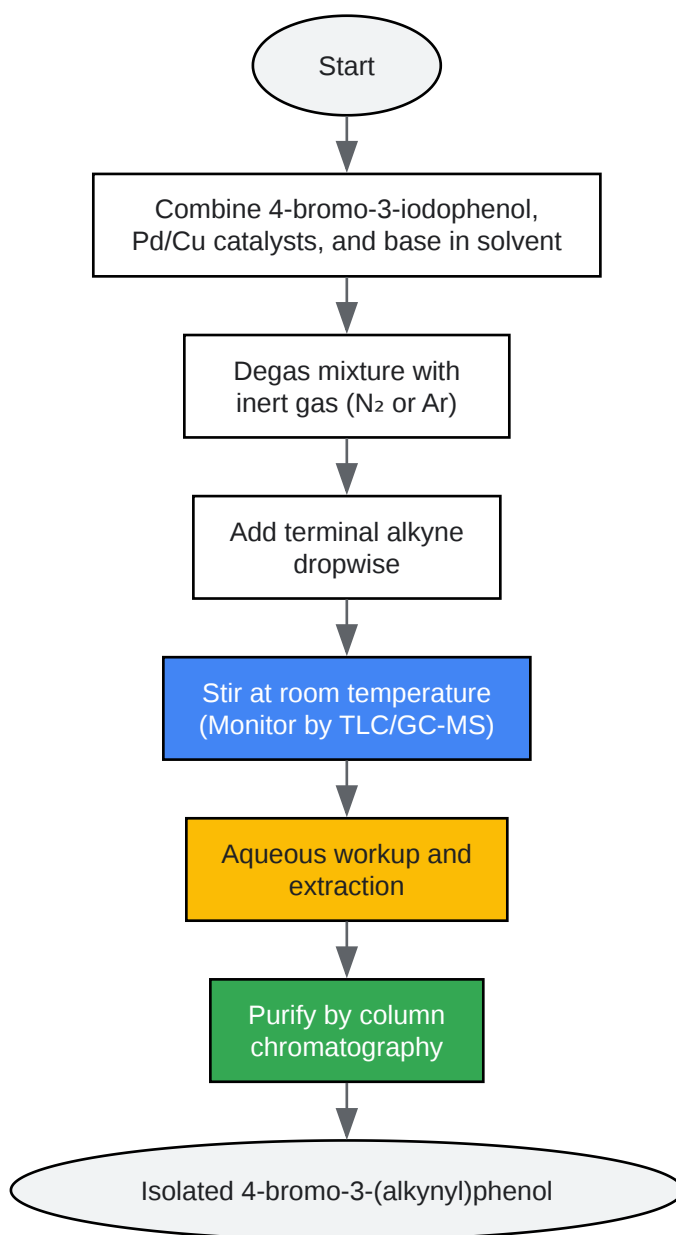 Start
Combine 4-bromo-3-iodophenol,
Pd/Cu catalysts, and base in solvent
Degas mixture with
inert gas (N₂ or Ar)
Add terminal alkyne
dropwise
Stir at room temperature
(Monitor by TLC/GC-MS)
Aqueous workup and
extraction
Purify by column
chromatography
Isolated 4-bromo-3-(alkynyl)phenol